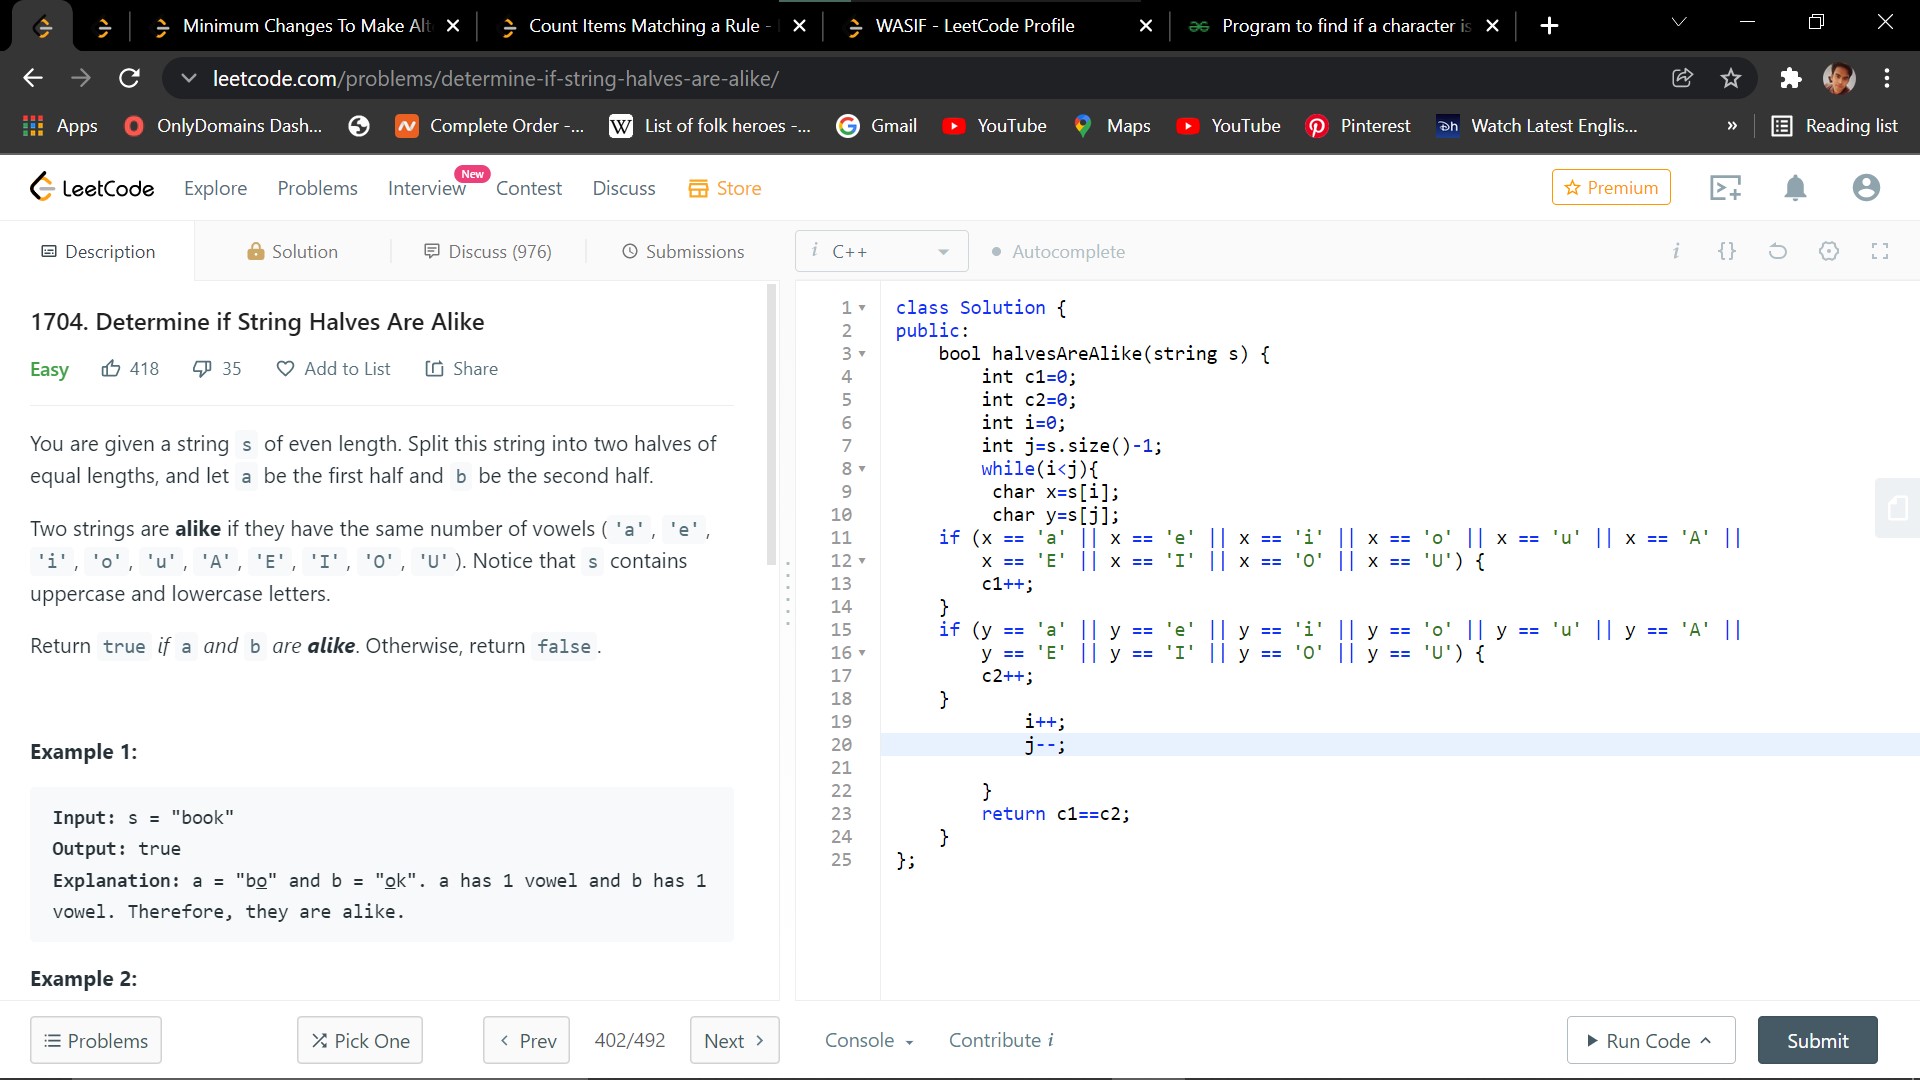 Minimum Changes To Make Alt
Count Items Matching a Rule -
WASIF - LeetCode Profile
Program to find if a character is
leetcode.com/problems/determine-if-string-halves-are-alike/
Apps
OnlyDomains Dash...
Complete Order -...
W List of folk heroes -...
Gmail
YouTube
Maps
YouTube
Pinterest
Dh Watch Latest Englis...
»
Reading list
LeetCode
Explore
Problems
Interview
New
Contest
Discuss
Store
Premium
Description
Solution
Discuss (976)
Submissions
i C++
Autocomplete
i {}
1704. Determine if String Halves Are Alike
Easy
418
35
Add to List
Share
You are given a string s of even length. Split this string into two halves of
equal lengths, and let a be the first half and b be the second half.
Two strings are alike if they have the same number of vowels ( 'a' , 'e' ,
'i' , 'o' , 'u' , 'A' , 'E' , 'I' , 'O' , 'U' ). Notice that s contains
uppercase and lowercase letters.
Return true if a and b are alike. Otherwise, return false .
Example 1:
Input: s = "book"
Output: true
Explanation: a = "bo" and b = "ok". a has 1 vowel and b has 1
vowel. Therefore, they are alike.
Example 2:
1 class Solution {
2 public:
3 bool halvesAreAlike(string s) {
4 int c1=0;
5 int c2=0;
6 int i=0;
7 int j=s.size()-1;
8 while(i<j){
9 char x=s[i];
10 char y=s[j];
11 if (x == 'a' || x == 'e' || x == 'i' || x == 'o' || x == 'u' || x == 'A' ||
12 x == 'E' || x == 'I' || x == 'O' || x == 'U') {
13 c1++;
14 }
15 if (y == 'a' || y == 'e' || y == 'i' || y == 'o' || y == 'u' || y == 'A' ||
16 y == 'E' || y == 'I' || y == 'O' || y == 'U') {
17 c2++;
18 }
19 i++;
20 j--;
21
22 }
23 return c1==c2;
24 }
25 };
Problems
Pick One
‹ Prev
402/492
Next ›
Console
Contribute i
Run Code
Submit